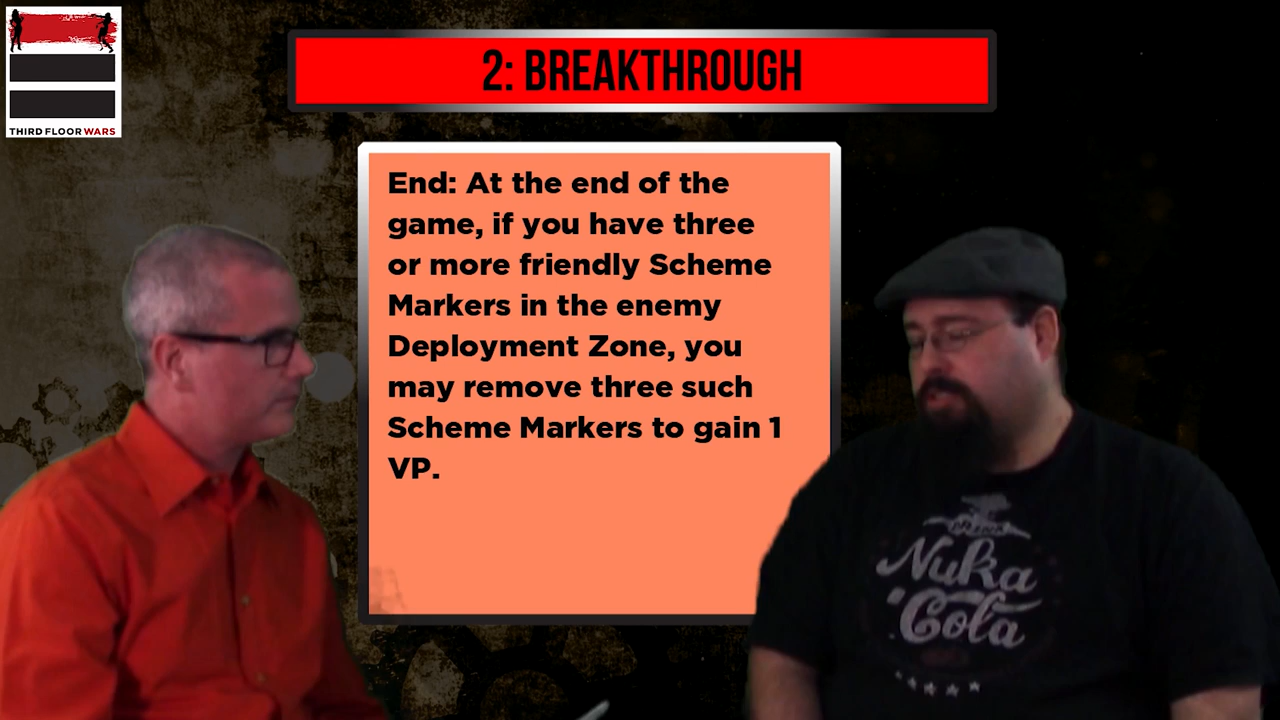 THIRD FLOOR WARS
2: BREAKTHROUGH
End: At the end of the
game, if you have three
or more friendly Scheme
Markers in the enemy
Deployment Zone, you
may remove three such
Scheme Markers to gain 1
VP.
Nuka
Cola